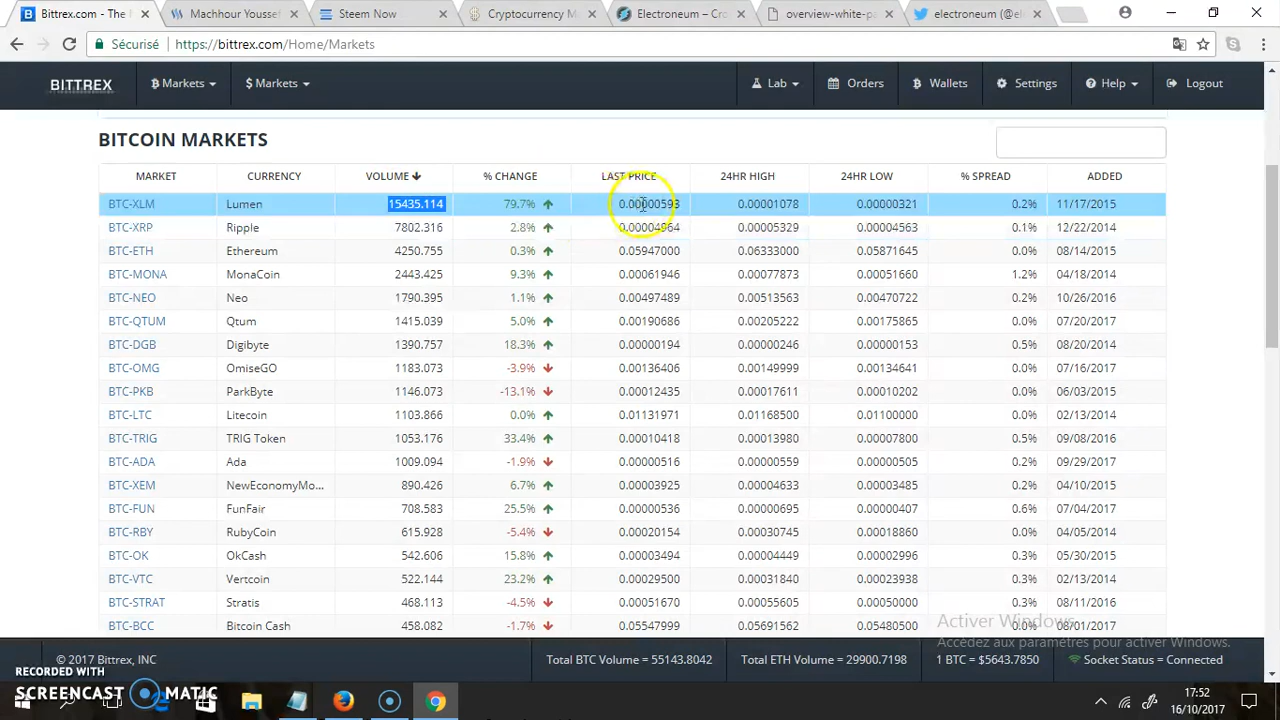 Bittrex.com - The N
Machhour Yousse
Steem Now
Cryptocurrency M
Electroneum – Cro
overview-white-p
electroneum (@el
Sécurisé https://bittrex.com/Home/Markets
BITTREX Markets $ Markets Lab Orders Wallets Settings Help Logout
BITCOIN MARKETS
MARKET CURRENCY VOLUME % CHANGE LAST PRICE 24HR HIGH 24HR LOW % SPREAD ADDED
BTC-XLM Lumen 15435.114 79.7% 0.00000593 0.00001078 0.00000321 0.2% 11/17/2015
BTC-XRP Ripple 7802.316 2.8% 0.00004964 0.00005329 0.00004563 0.1% 12/22/2014
BTC-ETH Ethereum 4250.755 0.3% 0.05947000 0.06333000 0.05871645 0.0% 08/14/2015
BTC-MONA MonaCoin 2443.425 9.3% 0.00061946 0.00077873 0.00051660 1.2% 04/18/2014
BTC-NEO Neo 1790.395 1.1% 0.00497489 0.00513563 0.00470722 0.2% 10/26/2016
BTC-QTUM Qtum 1415.039 5.0% 0.00190686 0.00205222 0.00175865 0.0% 07/20/2017
BTC-DGB Digibyte 1390.757 18.3% 0.00000194 0.00000246 0.00000153 0.5% 08/20/2014
BTC-OMG OmiseGO 1183.073 -3.9% 0.00136406 0.00149999 0.00134641 0.0% 07/16/2017
BTC-PKB ParkByte 1146.073 -13.1% 0.00012435 0.00017611 0.00010202 0.0% 06/03/2015
BTC-LTC Litecoin 1103.866 0.0% 0.01131971 0.01168500 0.01100000 0.0% 02/13/2014
BTC-TRIG TRIG Token 1053.176 33.4% 0.00010418 0.00013980 0.00007800 0.5% 09/08/2016
BTC-ADA Ada 1009.094 -1.9% 0.00000516 0.00000559 0.00000505 0.2% 09/29/2017
BTC-XEM NewEconomyMo... 890.426 6.7% 0.00003925 0.00004633 0.00003485 0.2% 04/10/2015
BTC-FUN FunFair 708.583 25.5% 0.00000536 0.00000695 0.00000407 0.6% 07/04/2017
BTC-RBY RubyCoin 615.928 -5.4% 0.00020154 0.00030745 0.00018860 0.0% 04/05/2014
BTC-OK OkCash 542.606 15.8% 0.00003494 0.00004449 0.00002996 0.3% 05/30/2015
BTC-VTC Vertcoin 522.144 23.2% 0.00029500 0.00031840 0.00023938 0.3% 02/13/2014
BTC-STRAT Stratis 468.113 -4.5% 0.00051670 0.00055605 0.00050000 0.3% 08/11/2016
BTC-BCC Bitcoin Cash 458.082 -1.7% 0.05547999 0.05691562 0.05480500 0.0% 08/01/2017
Activer Windows
Accédez aux paramètres pour activer Windows.
© 2017 Bittrex, INC Total BTC Volume = 55143.8042 Total ETH Volume = 29900.7198 1 BTC = $5643.7850 Socket Status = Connected
RECORDED WITH
SCREENCAST MATIC
17:52
16/10/2017